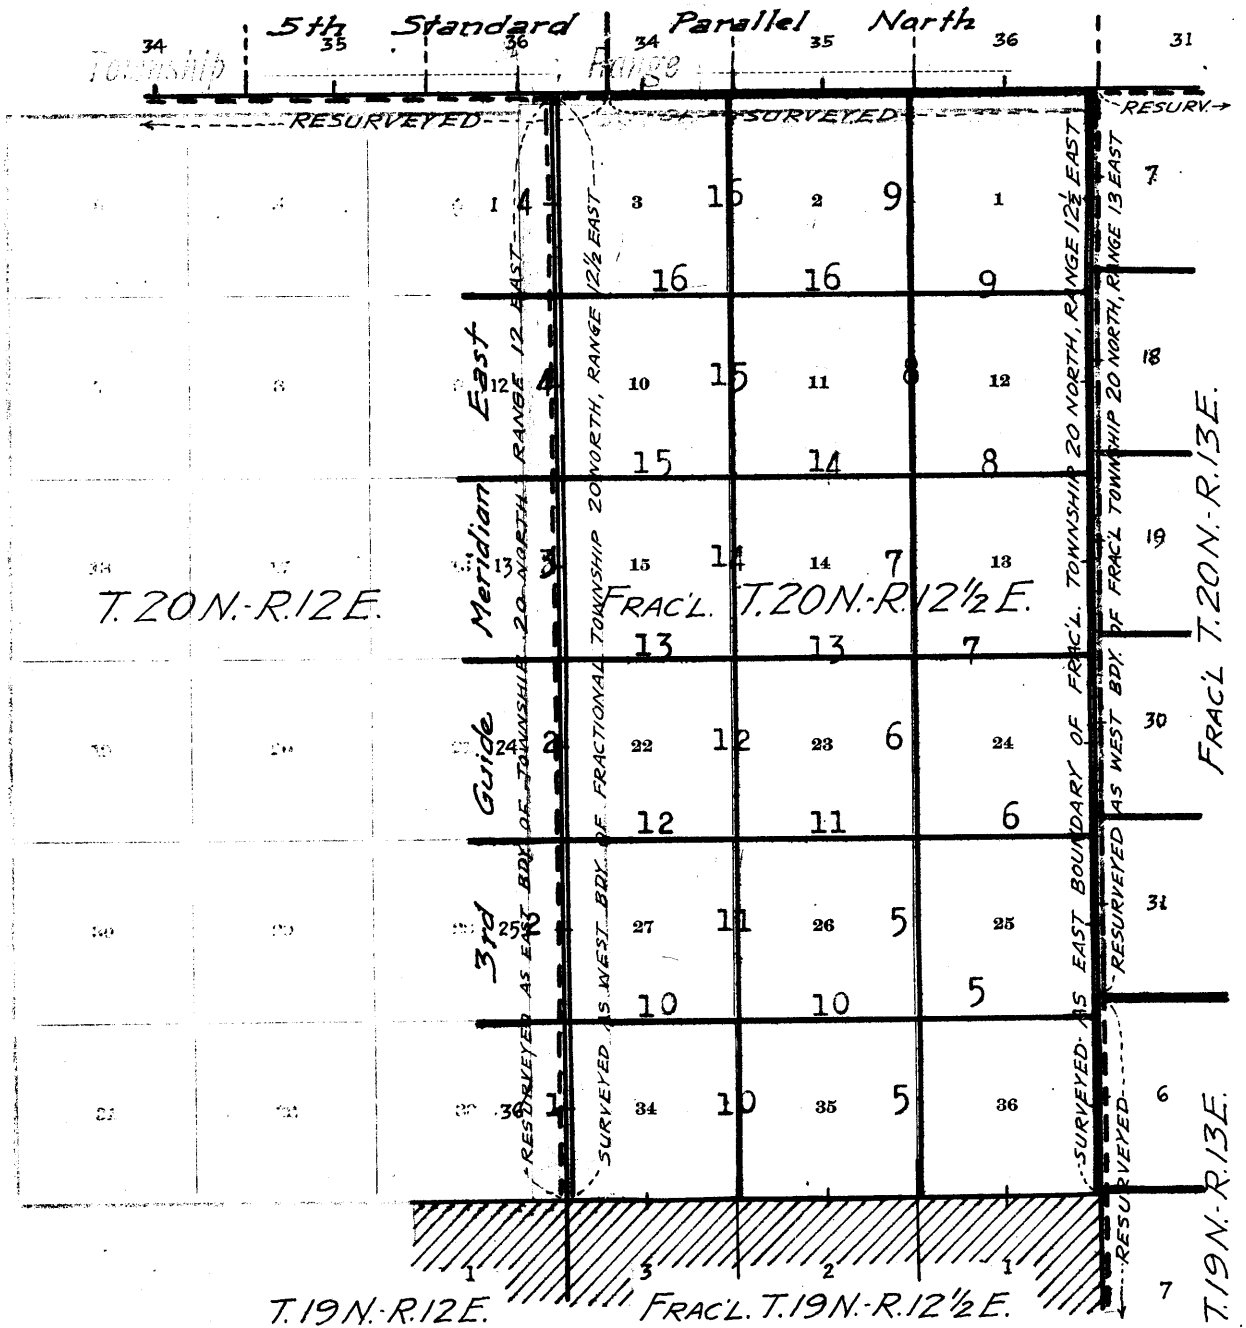 5th Standard Parallel North
34 35 36 34 35 36 31
Township Range
RESURVEYED SURVEYED RESURV.
1 4 3 16 2 9 1 7
16 16 9
12 4 10 15 11 8 12 18
15 14 8
13 3 15 14 14 7 13 19
T.20N.-R.12E. FRAC'L. T.20N.-R.12½E.
13 13 7
24 2 22 12 23 6 24 30
12 11 6
25 2 27 11 26 5 25 31
10 10 5
36 1 34 10 35 5 36 6
1 3 2 1 7
T.19N.-R.12E. FRAC'L. T.19N.-R.12½E.
3rd Guide Meridian East
RESURVEYED AS EAST BDY. OF TOWNSHIP 20 NORTH RANGE 12 EAST
SURVEYED AS WEST BDY. OF FRACTIONAL TOWNSHIP 20 NORTH, RANGE 12½ EAST
SURVEYED AS EAST BOUNDARY OF FRAC'L. TOWNSHIP 20 NORTH, RANGE 12½ EAST
RESURVEYED AS WEST BDY. OF FRAC'L TOWNSHIP 20 NORTH, RANGE 13 EAST
RESURVEYED
FRAC'L T.20N.-R.13E.
T.19N.-R.13E.